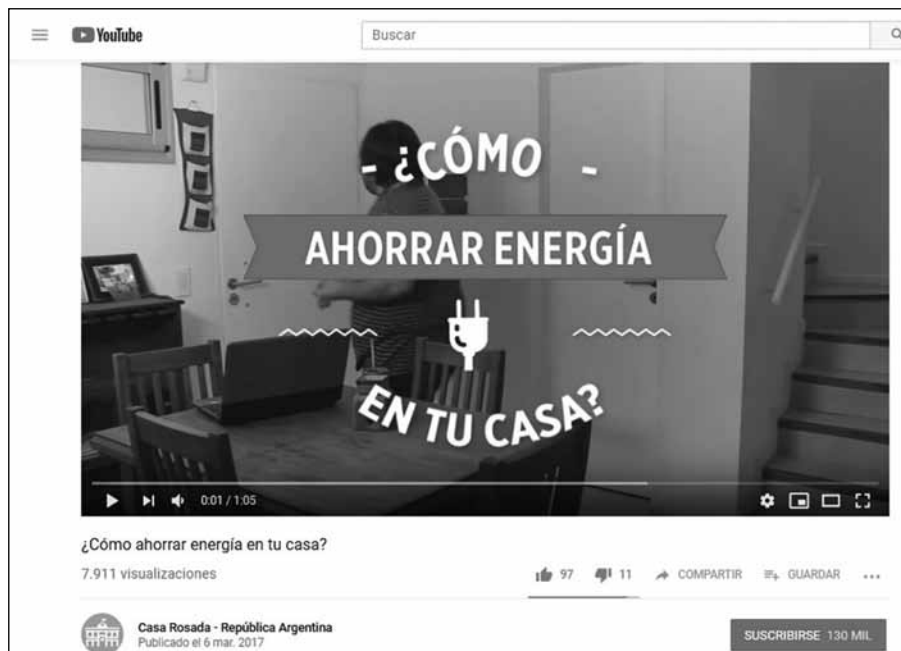 YouTube
Buscar
- ¿CÓMO -
AHORRAR ENERGÍA
EN TU CASA?
0:01 / 1:05
¿Cómo ahorrar energía en tu casa?
7.911 visualizaciones
97 11 COMPARTIR GUARDAR
Casa Rosada - República Argentina
Publicado el 6 mar. 2017
SUSCRIBIRSE 130 MIL